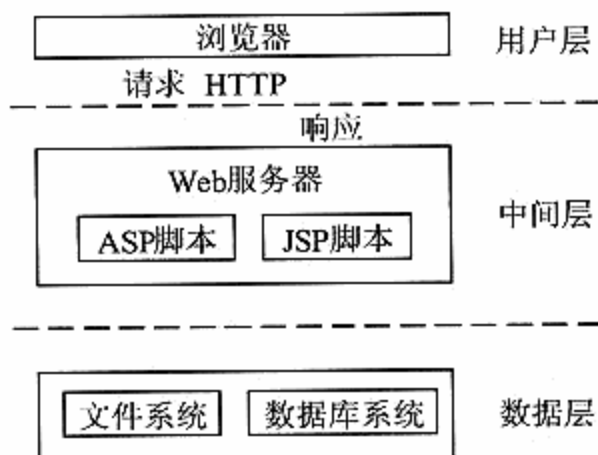 浏览器
用户层
请求 HTTP
响应
Web服务器
ASP脚本
JSP脚本
中间层
文件系统
数据库系统
数据层